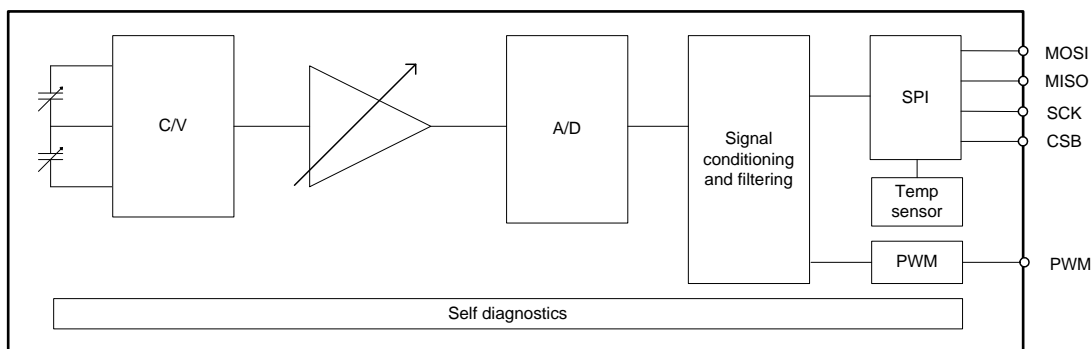 C/V
A/D
Signal
conditioning
and filtering
SPI
MOSI
MISO
SCK
CSB
Temp
sensor
PWM
PWM
Self diagnostics